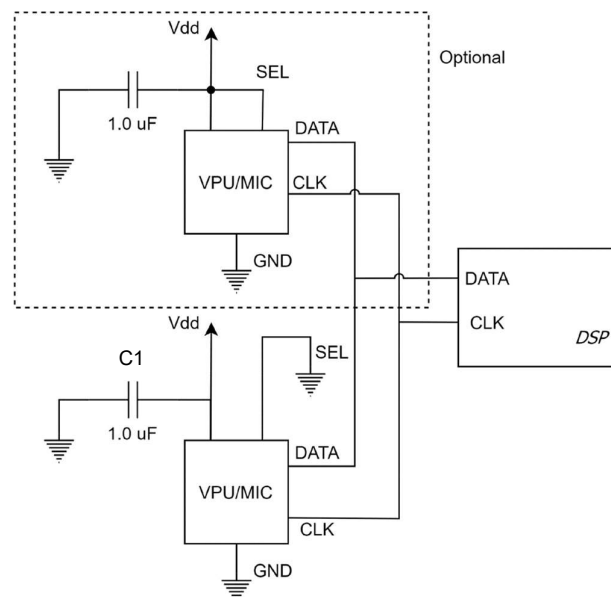 Vdd
Optional
SEL
1.0 uF
DATA
VPU/MIC
CLK
GND
DATA
Vdd
CLK
DSP
SEL
C1
1.0 uF
DATA
VPU/MIC
CLK
GND